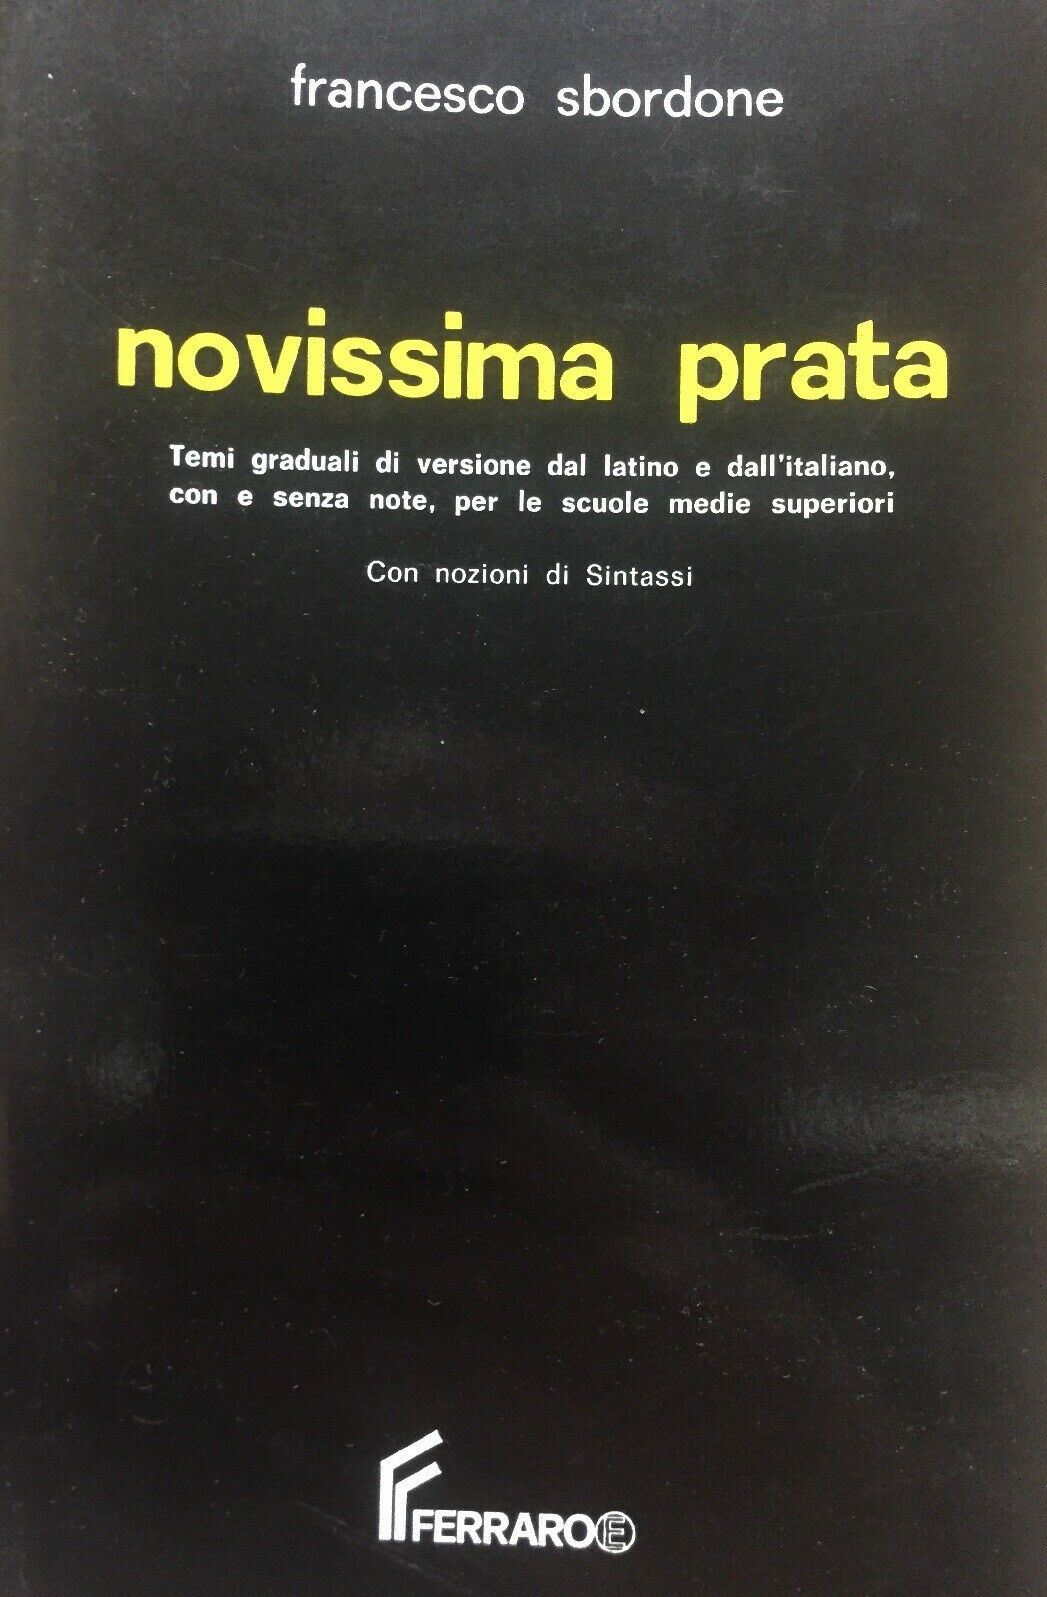 francesco sbordone
novissima prata
Temi graduali di versione dal latino e dall'italiano,
con e senza note, per le scuole medie superiori
Con nozioni di Sintassi
FERRARO E